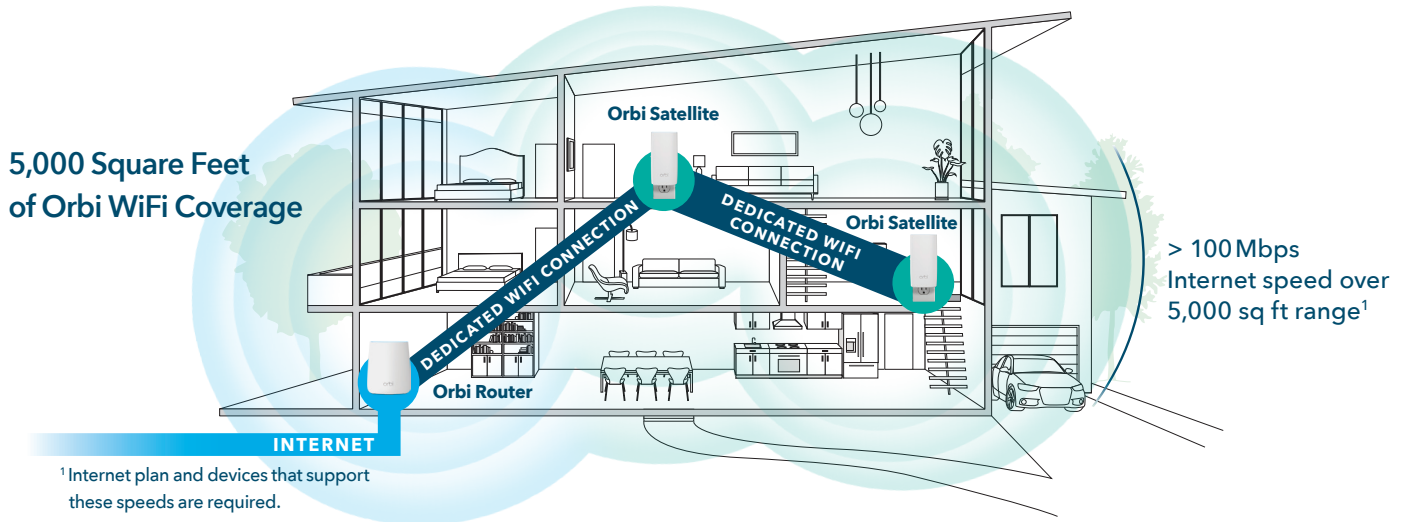 5,000 Square Feet
of Orbi WiFi Coverage
Orbi Satellite
DEDICATED WIFI CONNECTION
DEDICATED WIFI
CONNECTION
Orbi Satellite
> 100 Mbps
Internet speed over
5,000 sq ft range¹
Orbi Router
INTERNET
¹ Internet plan and devices that support
these speeds are required.